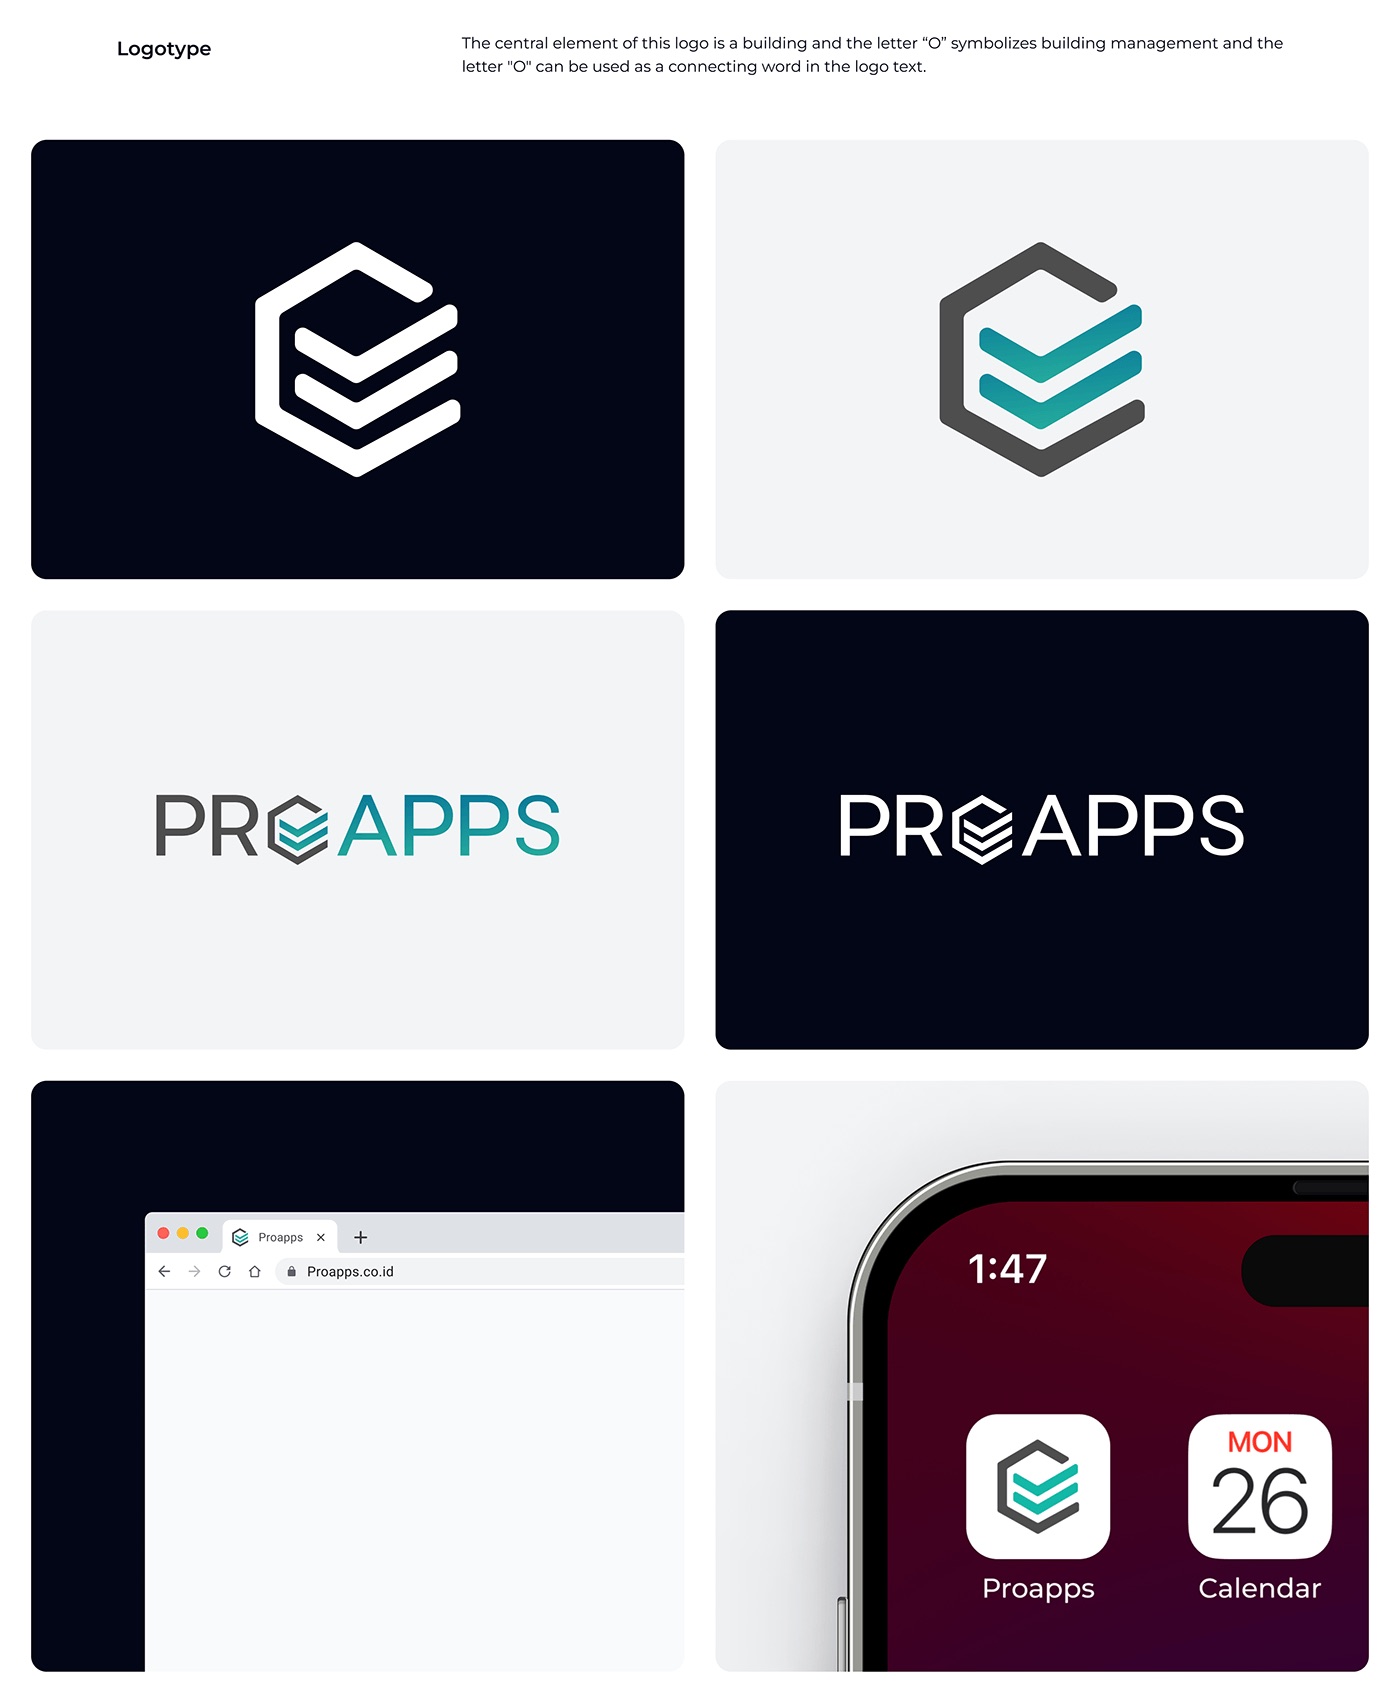 Logotype
The central element of this logo is a building and the letter “O” symbolizes building management and the
letter "O" can be used as a connecting word in the logo text.
PROAPPS
PROAPPS
Proapps
Proapps.co.id
1:47
MON
26
Proapps
Calendar